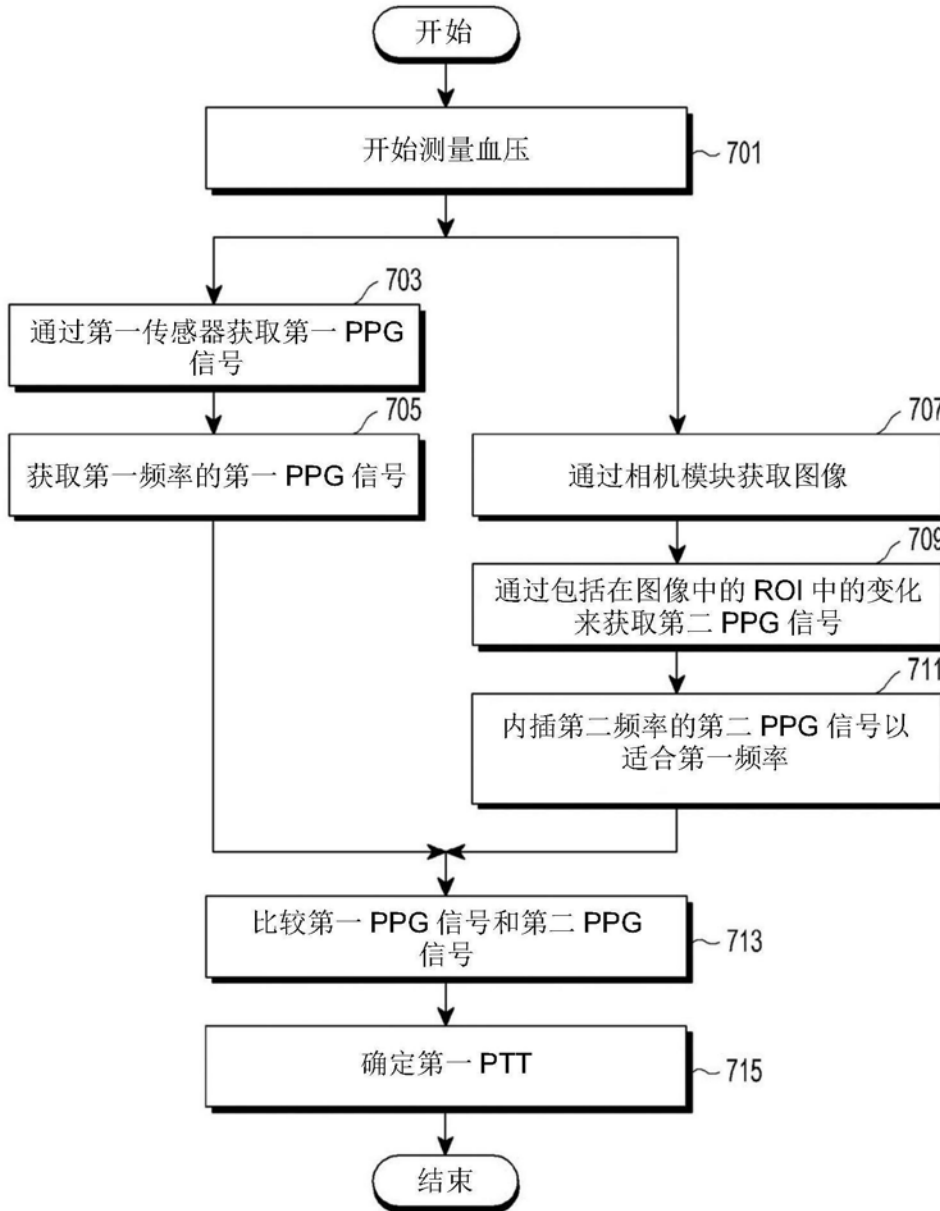 开始
开始测量血压
701
703
通过第一传感器获取第一 PPG
信号
705
获取第一频率的第一 PPG 信号
707
通过相机模块获取图像
709
通过包括在图像中的 ROI 中的变化
来获取第二 PPG 信号
711
内插第二频率的第二 PPG 信号以
适合第一频率
比较第一 PPG 信号和第二 PPG
信号
713
确定第一 PTT
715
结束